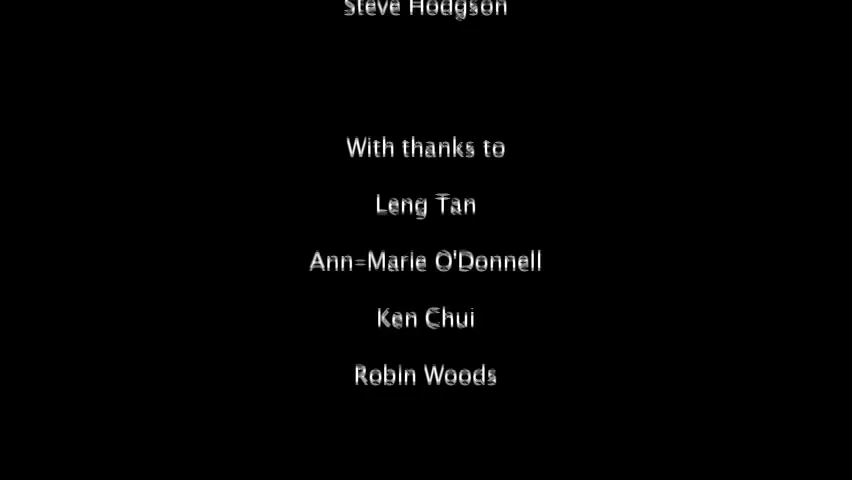 Steve Hodgson
With thanks to
Leng Tan
Ann-Marie O'Donnell
Ken Chui
Robin Woods